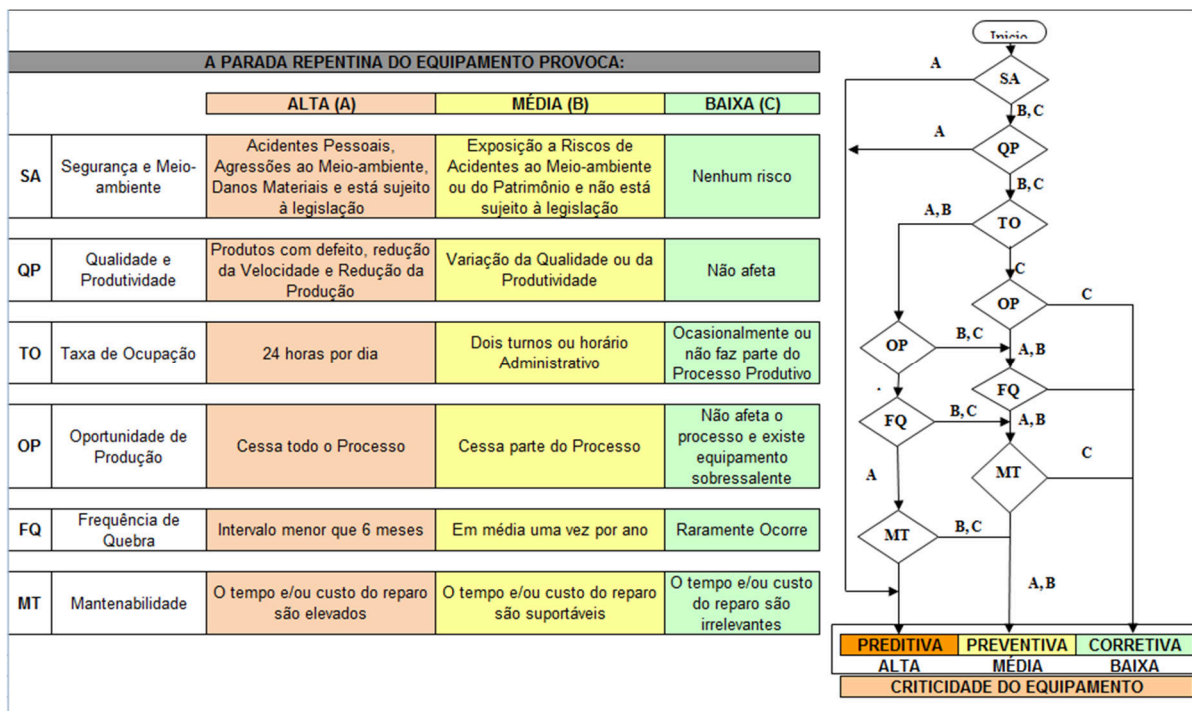 A PARADA REPENTINA DO EQUIPAMENTO PROVOCA:
ALTA (A)
MÉDIA (B)
BAIXA (C)
SA
Segurança e Meio-
ambiente
Acidentes Pessoais,
Agressões ao Meio-ambiente,
Danos Materiais e está sujeito
à legislação
Exposição a Riscos de
Acidentes ao Meio-ambiente
ou do Patrimônio e não está
sujeito à legislação
Nenhum risco
QP
Qualidade e
Produtividade
Produtos com defeito, redução
da Velocidade e Redução da
Produção
Variação da Qualidade ou da
Produtividade
Não afeta
TO
Taxa de Ocupação
24 horas por dia
Dois turnos ou horário
Administrativo
Ocasionalmente ou
não faz parte do
Processo Produtivo
OP
Oportunidade de
Produção
Cessa todo o Processo
Cessa parte do Processo
Não afeta o
processo e existe
equipamento
sobressalente
FQ
Frequência de
Quebra
Intervalo menor que 6 meses
Em média uma vez por ano
Raramente Ocorre
MT
Mantenabilidade
O tempo e/ou custo do reparo
são elevados
O tempo e/ou custo do reparo
são suportáveis
O tempo e/ou custo
do reparo são
irrelevantes
Inicio
A
SA
B, C
A
QP
B, C
A, B
TO
C
OP
C
OP
B, C
A, B
FQ
FQ
B, C
A, B
A
MT
C
MT
B, C
A, B
PREDITIVA
PREVENTIVA
CORRETIVA
ALTA
MÉDIA
BAIXA
CRITICIDADE DO EQUIPAMENTO